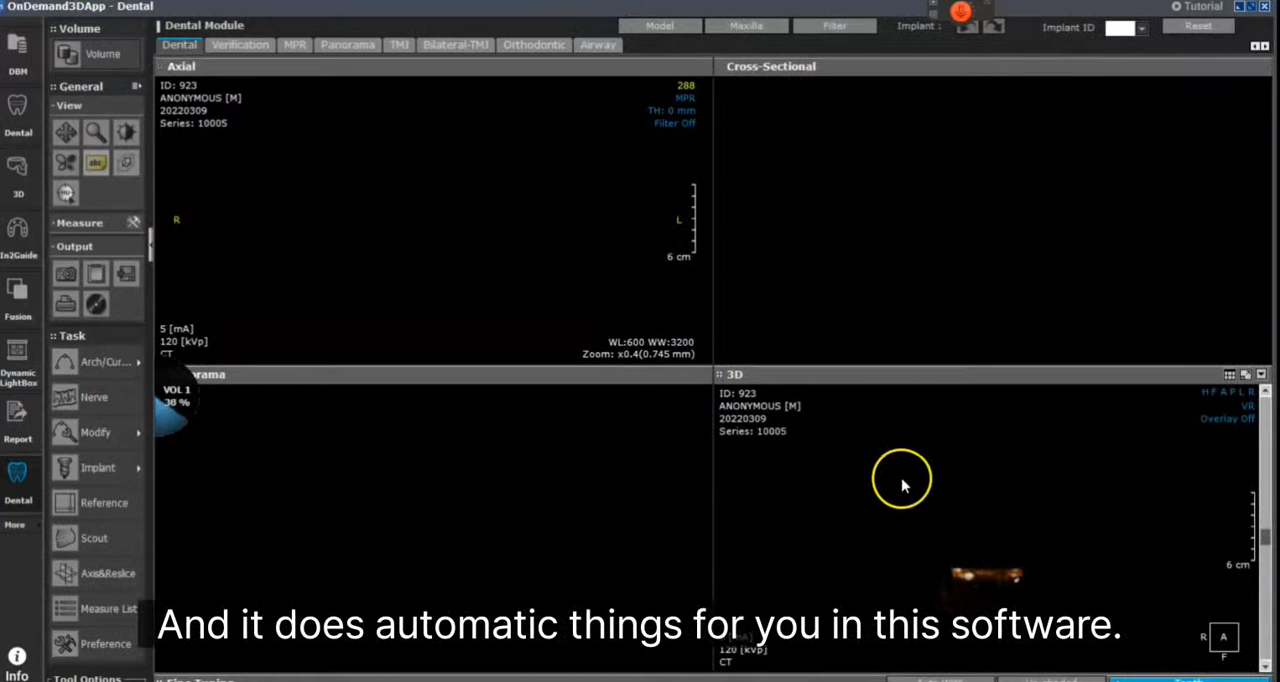 OnDemand3DApp - Dental
Tutorial
:: Volume
Volume
:: General
View
Measure
Output
:: Task
Arch/Cur...
Nerve
Modify
Implant
Reference
Scout
Axis&Reslice
Measure List
Preference
Tool Options
DBM
Dental
3D
In2Guide
Fusion
Dynamic
LightBox
Report
Dental
More
Info
Dental Module
Model
Maxilla
Filter
Implant :
Implant ID
Reset
Dental
Verification
MPR
Panorama
TMJ
Bilateral-TMJ
Orthodontic
Airway
Axial
ID: 923
ANONYMOUS [M]
20220309
Series: 10005
288
MPR
TH: 0 mm
Filter Off
R
L
6 cm
5 [mA]
120 [kVp]
CT
WL:600 WW:3200
Zoom: x0.4(0.745 mm)
Cross-Sectional
orama
VOL 1
:: 3D
ID: 923
ANONYMOUS [M]
20220309
Series: 10005
H F A P L R
VR
Overlay Off
6 cm
120 [kVp]
CT
R
A
F
And it does automatic things for you in this software.